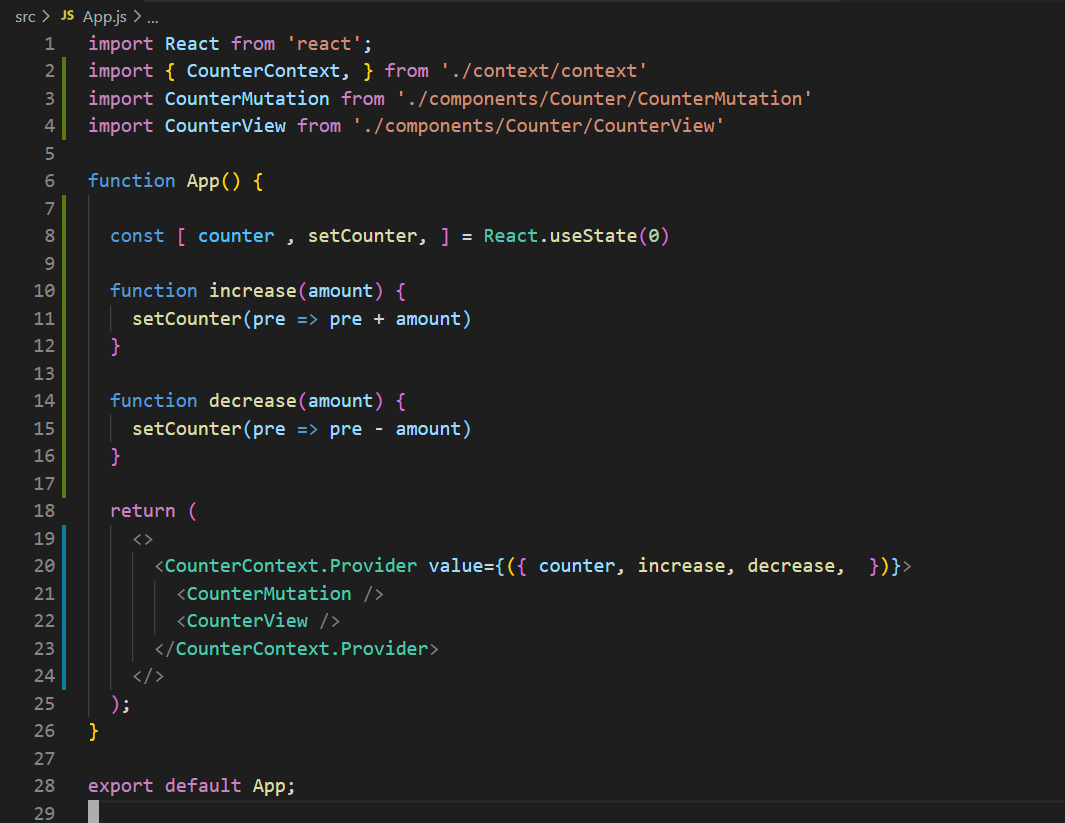 src > JS App.js > ...
1 import React from 'react';
2 import { CounterContext, } from './context/context'
3 import CounterMutation from './components/Counter/CounterMutation'
4 import CounterView from './components/Counter/CounterView'
5
6 function App() {
7
8 const [ counter , setCounter, ] = React.useState(0)
9
10 function increase(amount) {
11 setCounter(pre => pre + amount)
12 }
13
14 function decrease(amount) {
15 setCounter(pre => pre - amount)
16 }
17
18 return (
19 <>
20 <CounterContext.Provider value={({ counter, increase, decrease,  })}>
21 <CounterMutation />
22 <CounterView />
23 </CounterContext.Provider>
24 </>
25 );
26 }
27
28 export default App;
29